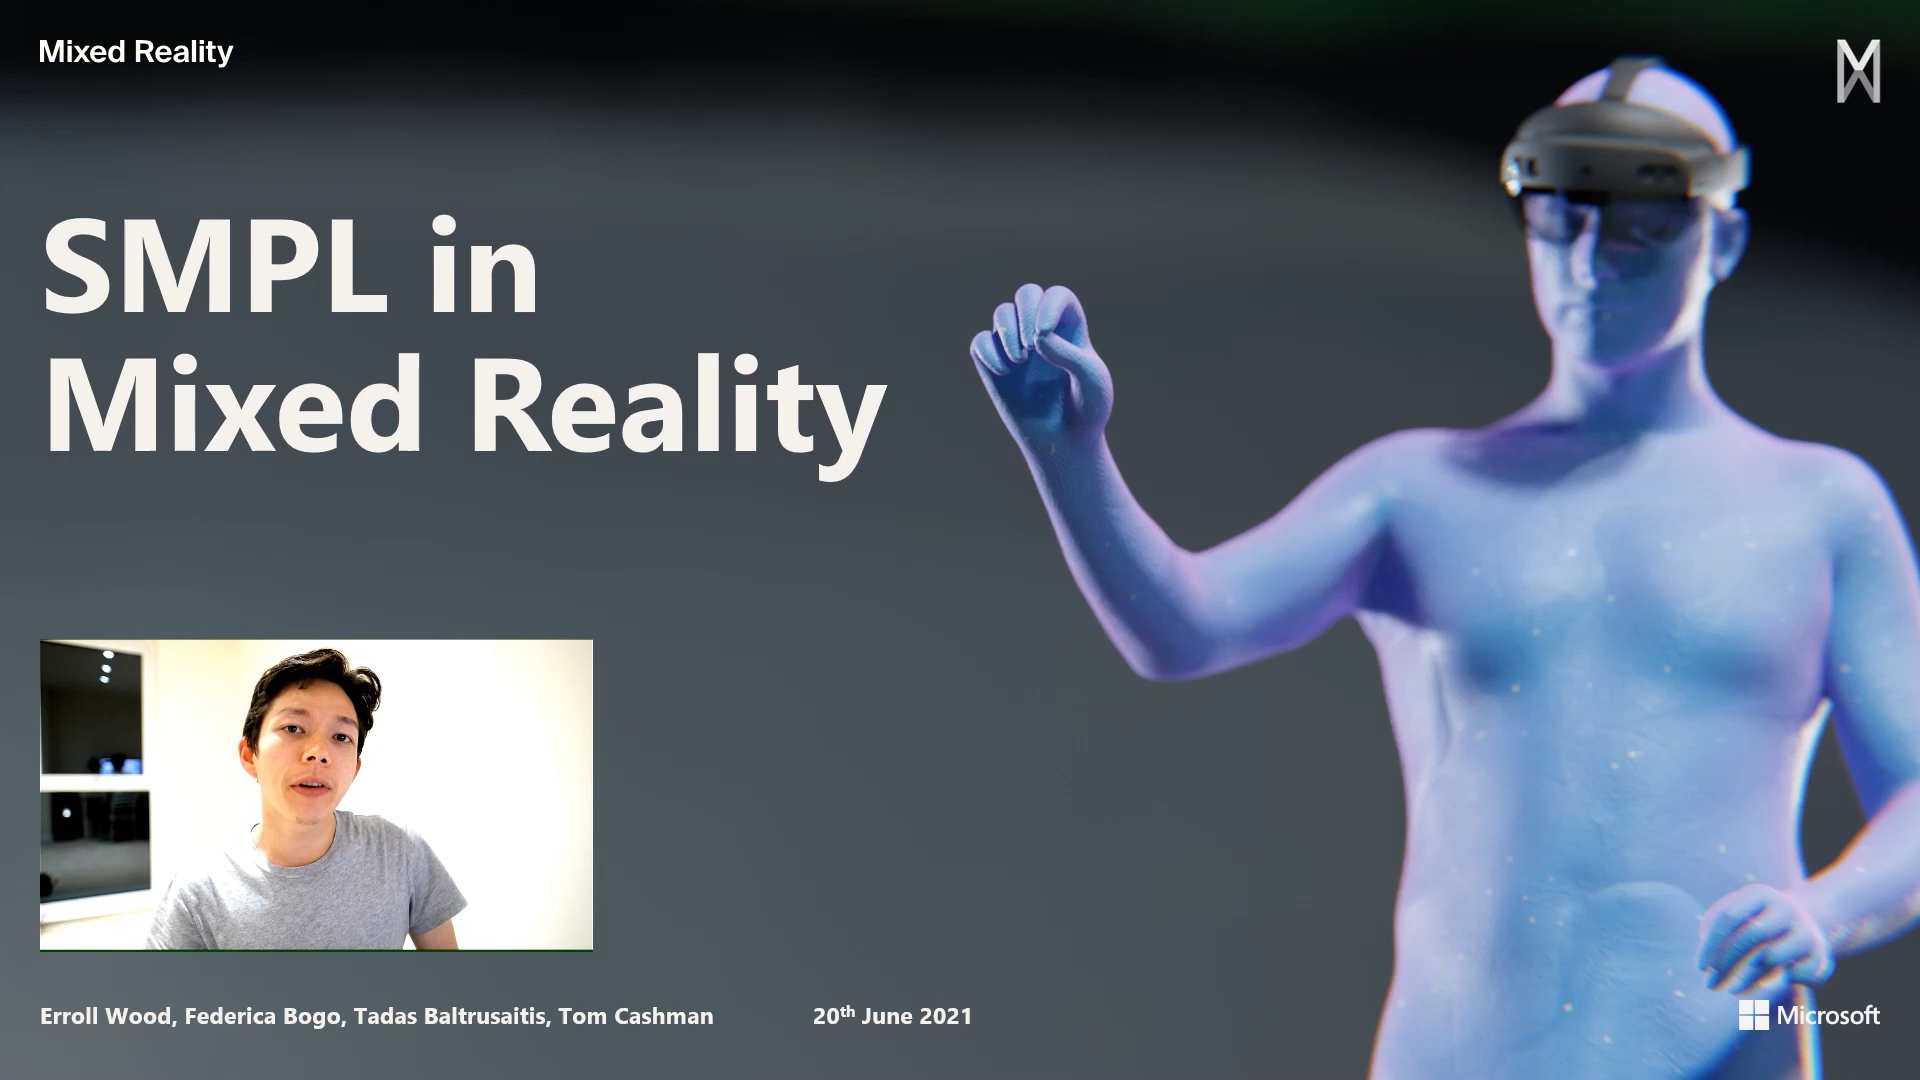 Mixed Reality
SMPL in
Mixed Reality
Erroll Wood, Federica Bogo, Tadas Baltrusaitis, Tom Cashman
20th June 2021
Microsoft